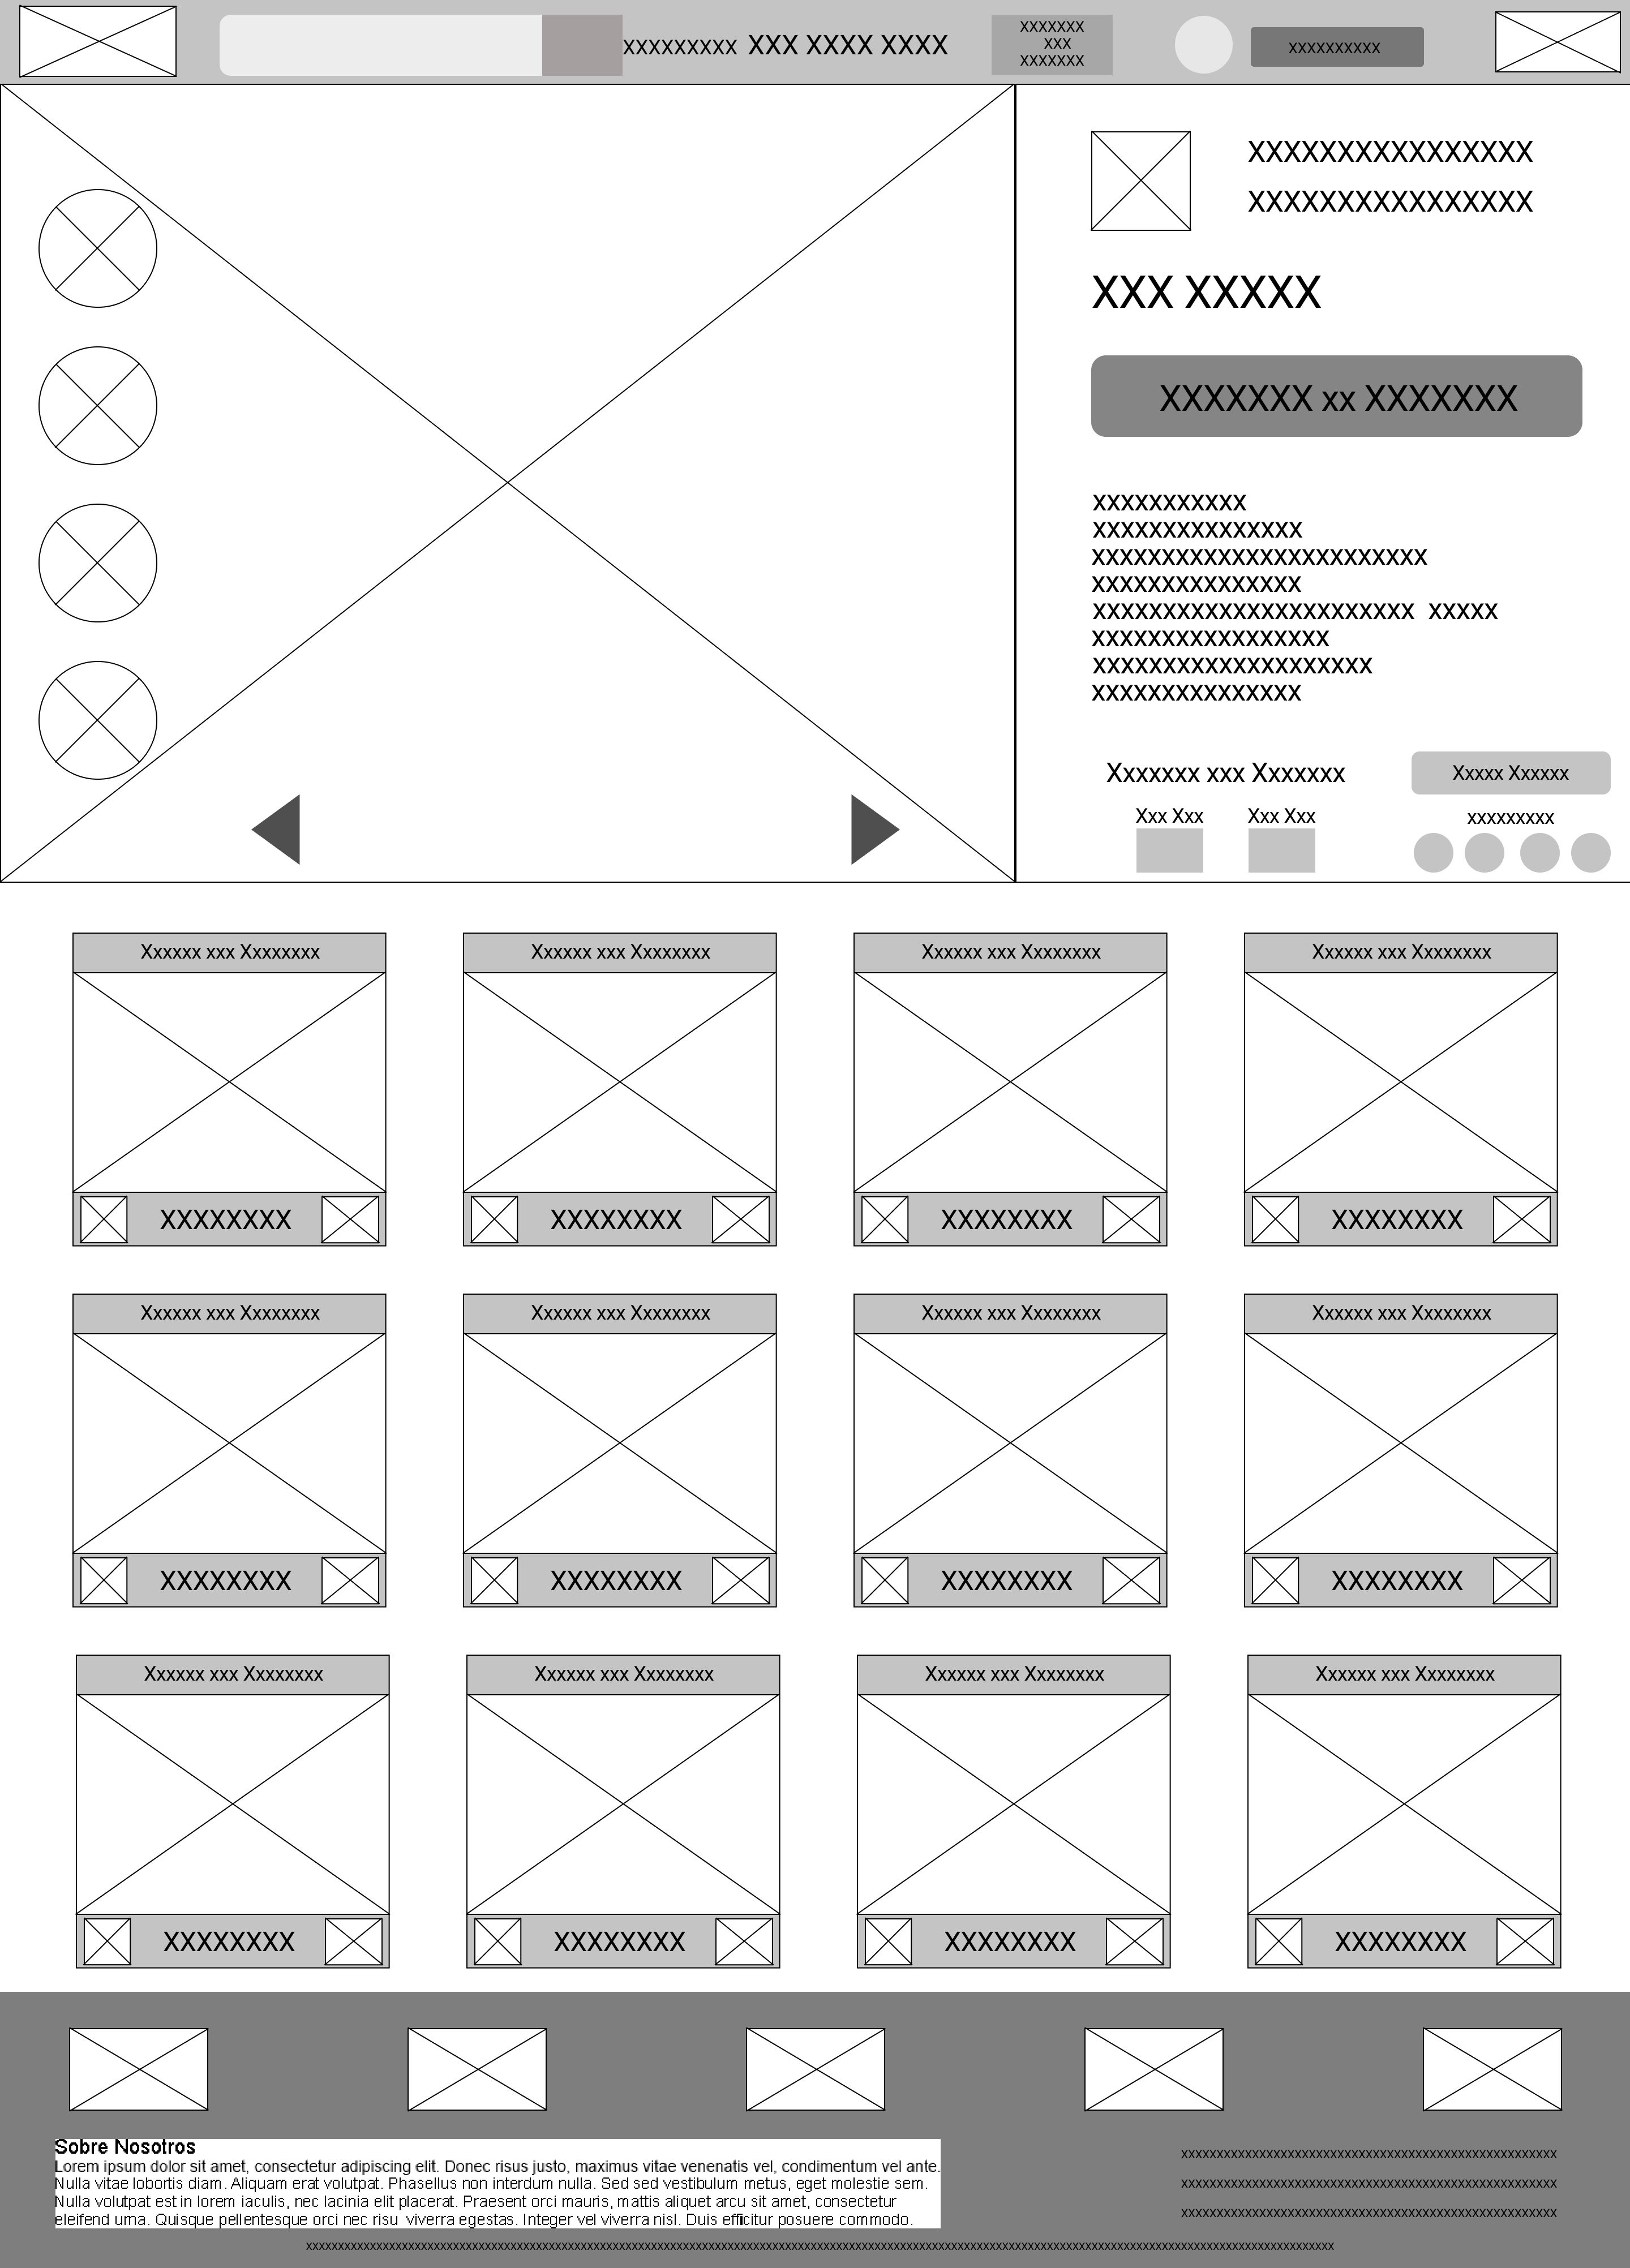 xxxxxxxxx XXX XXXX XXXX
XXXXXXX
XXX
XXXXXXX
XXXXXXXXXX
XXXXXXXXXXXXXXXX
XXXXXXXXXXXXXXXX
XXX XXXXX
XXXXXXX xx XXXXXXX
xxxxxxxxxxx
xxxxxxxxxxxxxxx
xxxxxxxxxxxxxxxxxxxxxxxx
xxxxxxxxxxxxxxx
xxxxxxxxxxxxxxxxxxxxxxx xxxxx
xxxxxxxxxxxxxxxxx
xxxxxxxxxxxxxxxxxxxx
xxxxxxxxxxxxxxx
Xxxxxxx xxx Xxxxxxx
Xxxxx Xxxxxx
Xxx Xxx Xxx Xxx
xxxxxxxxx
Xxxxxx xxx Xxxxxxxx Xxxxxx xxx Xxxxxxxx Xxxxxx xxx Xxxxxxxx Xxxxxx xxx Xxxxxxxx
XXXXXXXX XXXXXXXX XXXXXXXX XXXXXXXX
Xxxxxx xxx Xxxxxxxx Xxxxxx xxx Xxxxxxxx Xxxxxx xxx Xxxxxxxx Xxxxxx xxx Xxxxxxxx
XXXXXXXX XXXXXXXX XXXXXXXX XXXXXXXX
Xxxxxx xxx Xxxxxxxx Xxxxxx xxx Xxxxxxxx Xxxxxx xxx Xxxxxxxx Xxxxxx xxx Xxxxxxxx
XXXXXXXX XXXXXXXX XXXXXXXX XXXXXXXX
Sobre Nosotros
Lorem ipsum dolor sit amet, consectetur adipiscing elit. Donec risus justo, maximus vitae venenatis vel, condimentum vel ante.
Nulla vitae lobortis diam. Aliquam erat volutpat. Phasellus non interdum nulla. Sed sed vestibulum metus, eget molestie sem.
Nulla volutpat est in lorem iaculis, nec lacinia elit placerat. Praesent orci mauris, mattis aliquet arcu sit amet, consectetur
eleifend urna. Quisque pellentesque orci nec risu viverra egestas. Integer vel viverra nisl. Duis efficitur posuere commodo.